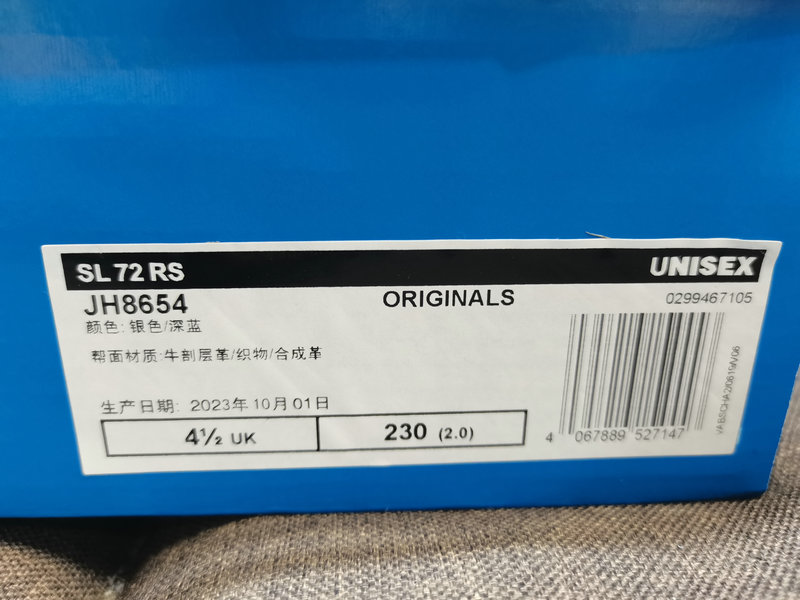 SL 72 RS UNISEX
JH8654 ORIGINALS 0299467105
颜色: 银色/深蓝
帮面材质:牛剖层革/织物/合成革
生产日期: 2023年10月01日
4½ UK 230 (2.0)
4 067889 527147